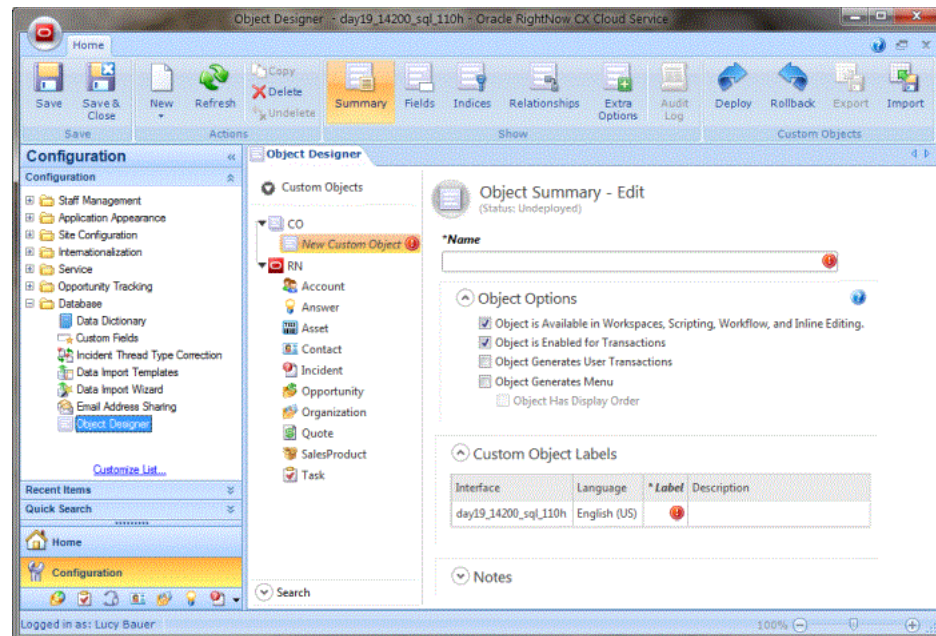 Object Designer - day19_14200_sql_110h - Oracle RightNow CX Cloud Service
Home
Save
Save & Close
New
Refresh
Copy
Delete
Undelete
Summary
Fields
Indices
Relationships
Extra Options
Audit Log
Deploy
Rollback
Export
Import
Save
Actions
Show
Custom Objects
Configuration
Configuration
Staff Management
Application Appearance
Site Configuration
Internationalization
Service
Opportunity Tracking
Database
Data Dictionary
Custom Fields
Incident Thread Type Correction
Data Import Templates
Data Import Wizard
Email Address Sharing
Object Designer
Customize List...
Recent Items
Quick Search
Home
Configuration
Object Designer
Custom Objects
CO
New Custom Object
RN
Account
Answer
Asset
Contact
Incident
Opportunity
Organization
Quote
SalesProduct
Task
Search
Object Summary - Edit
(Status: Undeployed)
*Name
Object Options
Object is Available in Workspaces, Scripting, Workflow, and Inline Editing.
Object is Enabled for Transactions
Object Generates User Transactions
Object Generates Menu
Object Has Display Order
Custom Object Labels
Interface Language *Label Description
day19_14200_sql_110h English (US)
Notes
Logged in as: Lucy Bauer
100%